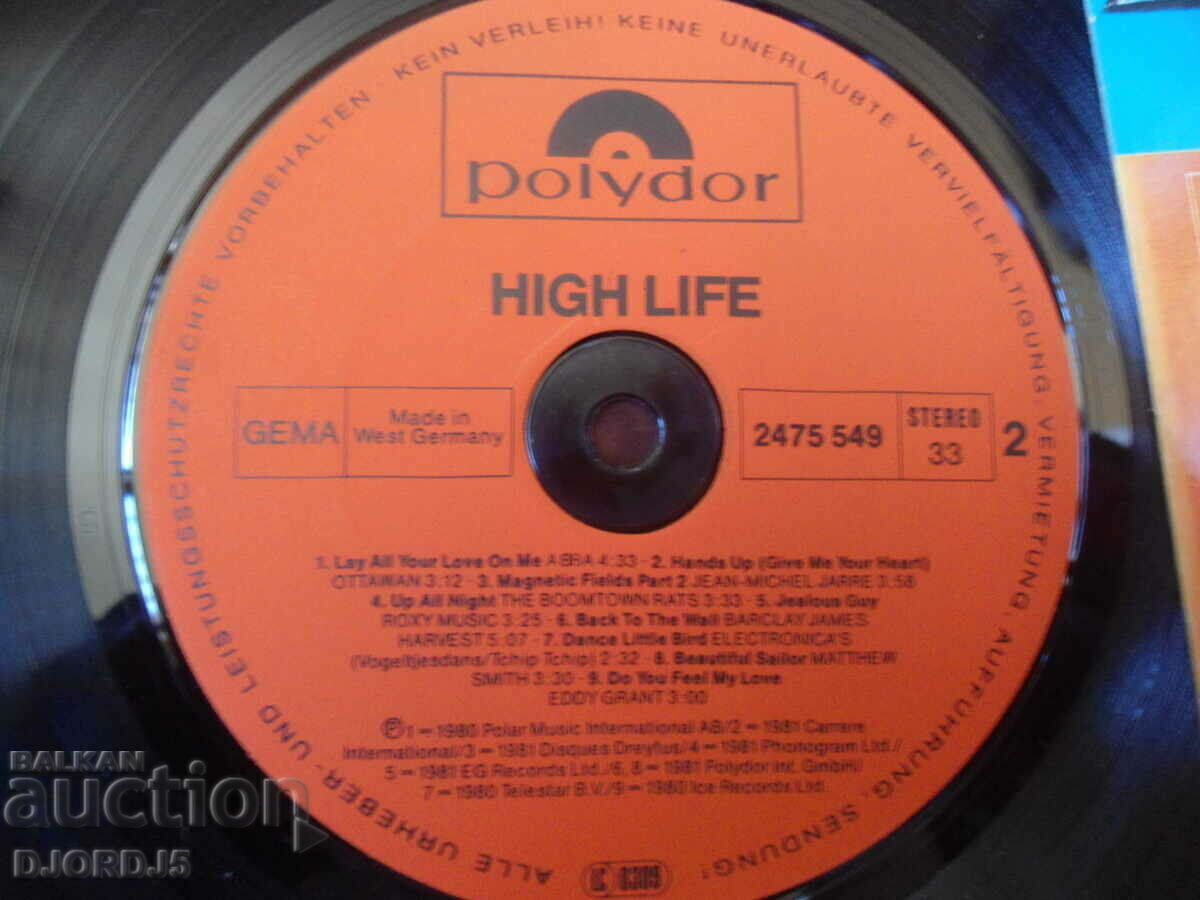 ALLE URHEBER- UND LEISTUNGSSCHUTZRECHTE VORBEHALTEN · KEIN VERLEIH! KEINE UNERLAUBTE VERVIELFÄLTIGUNG, VERMIETUNG, AUFFÜHRUNG, SENDUNG!
polydor
HIGH LIFE
GEMA
Made in
West Germany
2475 549
STEREO
33
2
1. Lay All Your Love On Me ABBA 4:33 · 2. Hands Up (Give Me Your Heart)
OTTAWAN 3:12 · 3. Magnetic Fields Part 2 JEAN-MICHEL JARRE 3:58
4. Up All Night THE BOOMTOWN RATS 3:33 · 5. Jealous Guy
ROXY MUSIC 3:25 · 6. Back To The Wall BARCLAY JAMES
HARVEST 5:07 · 7. Dance Little Bird ELECTRONICA'S
(Vogeltjesdans/Tchip Tchip) 2:32 · 8. Beautiful Sailor MATTHEW
SMITH 3:30 · 9. Do You Feel My Love
EDDY GRANT 3:00
℗ 1 – 1980 Polar Music International AB/2 – 1981 Carrere
International/3 – 1981 Disques Dreyfus/4 – 1981 Phonogram Ltd./
5 – 1981 EG Records Ltd./6, 8 – 1981 Polydor Int. GmbH/
7 – 1980 Telestar B.V./9 – 1980 Ice Records Ltd.
BALKAN
auction
DJORDJ5